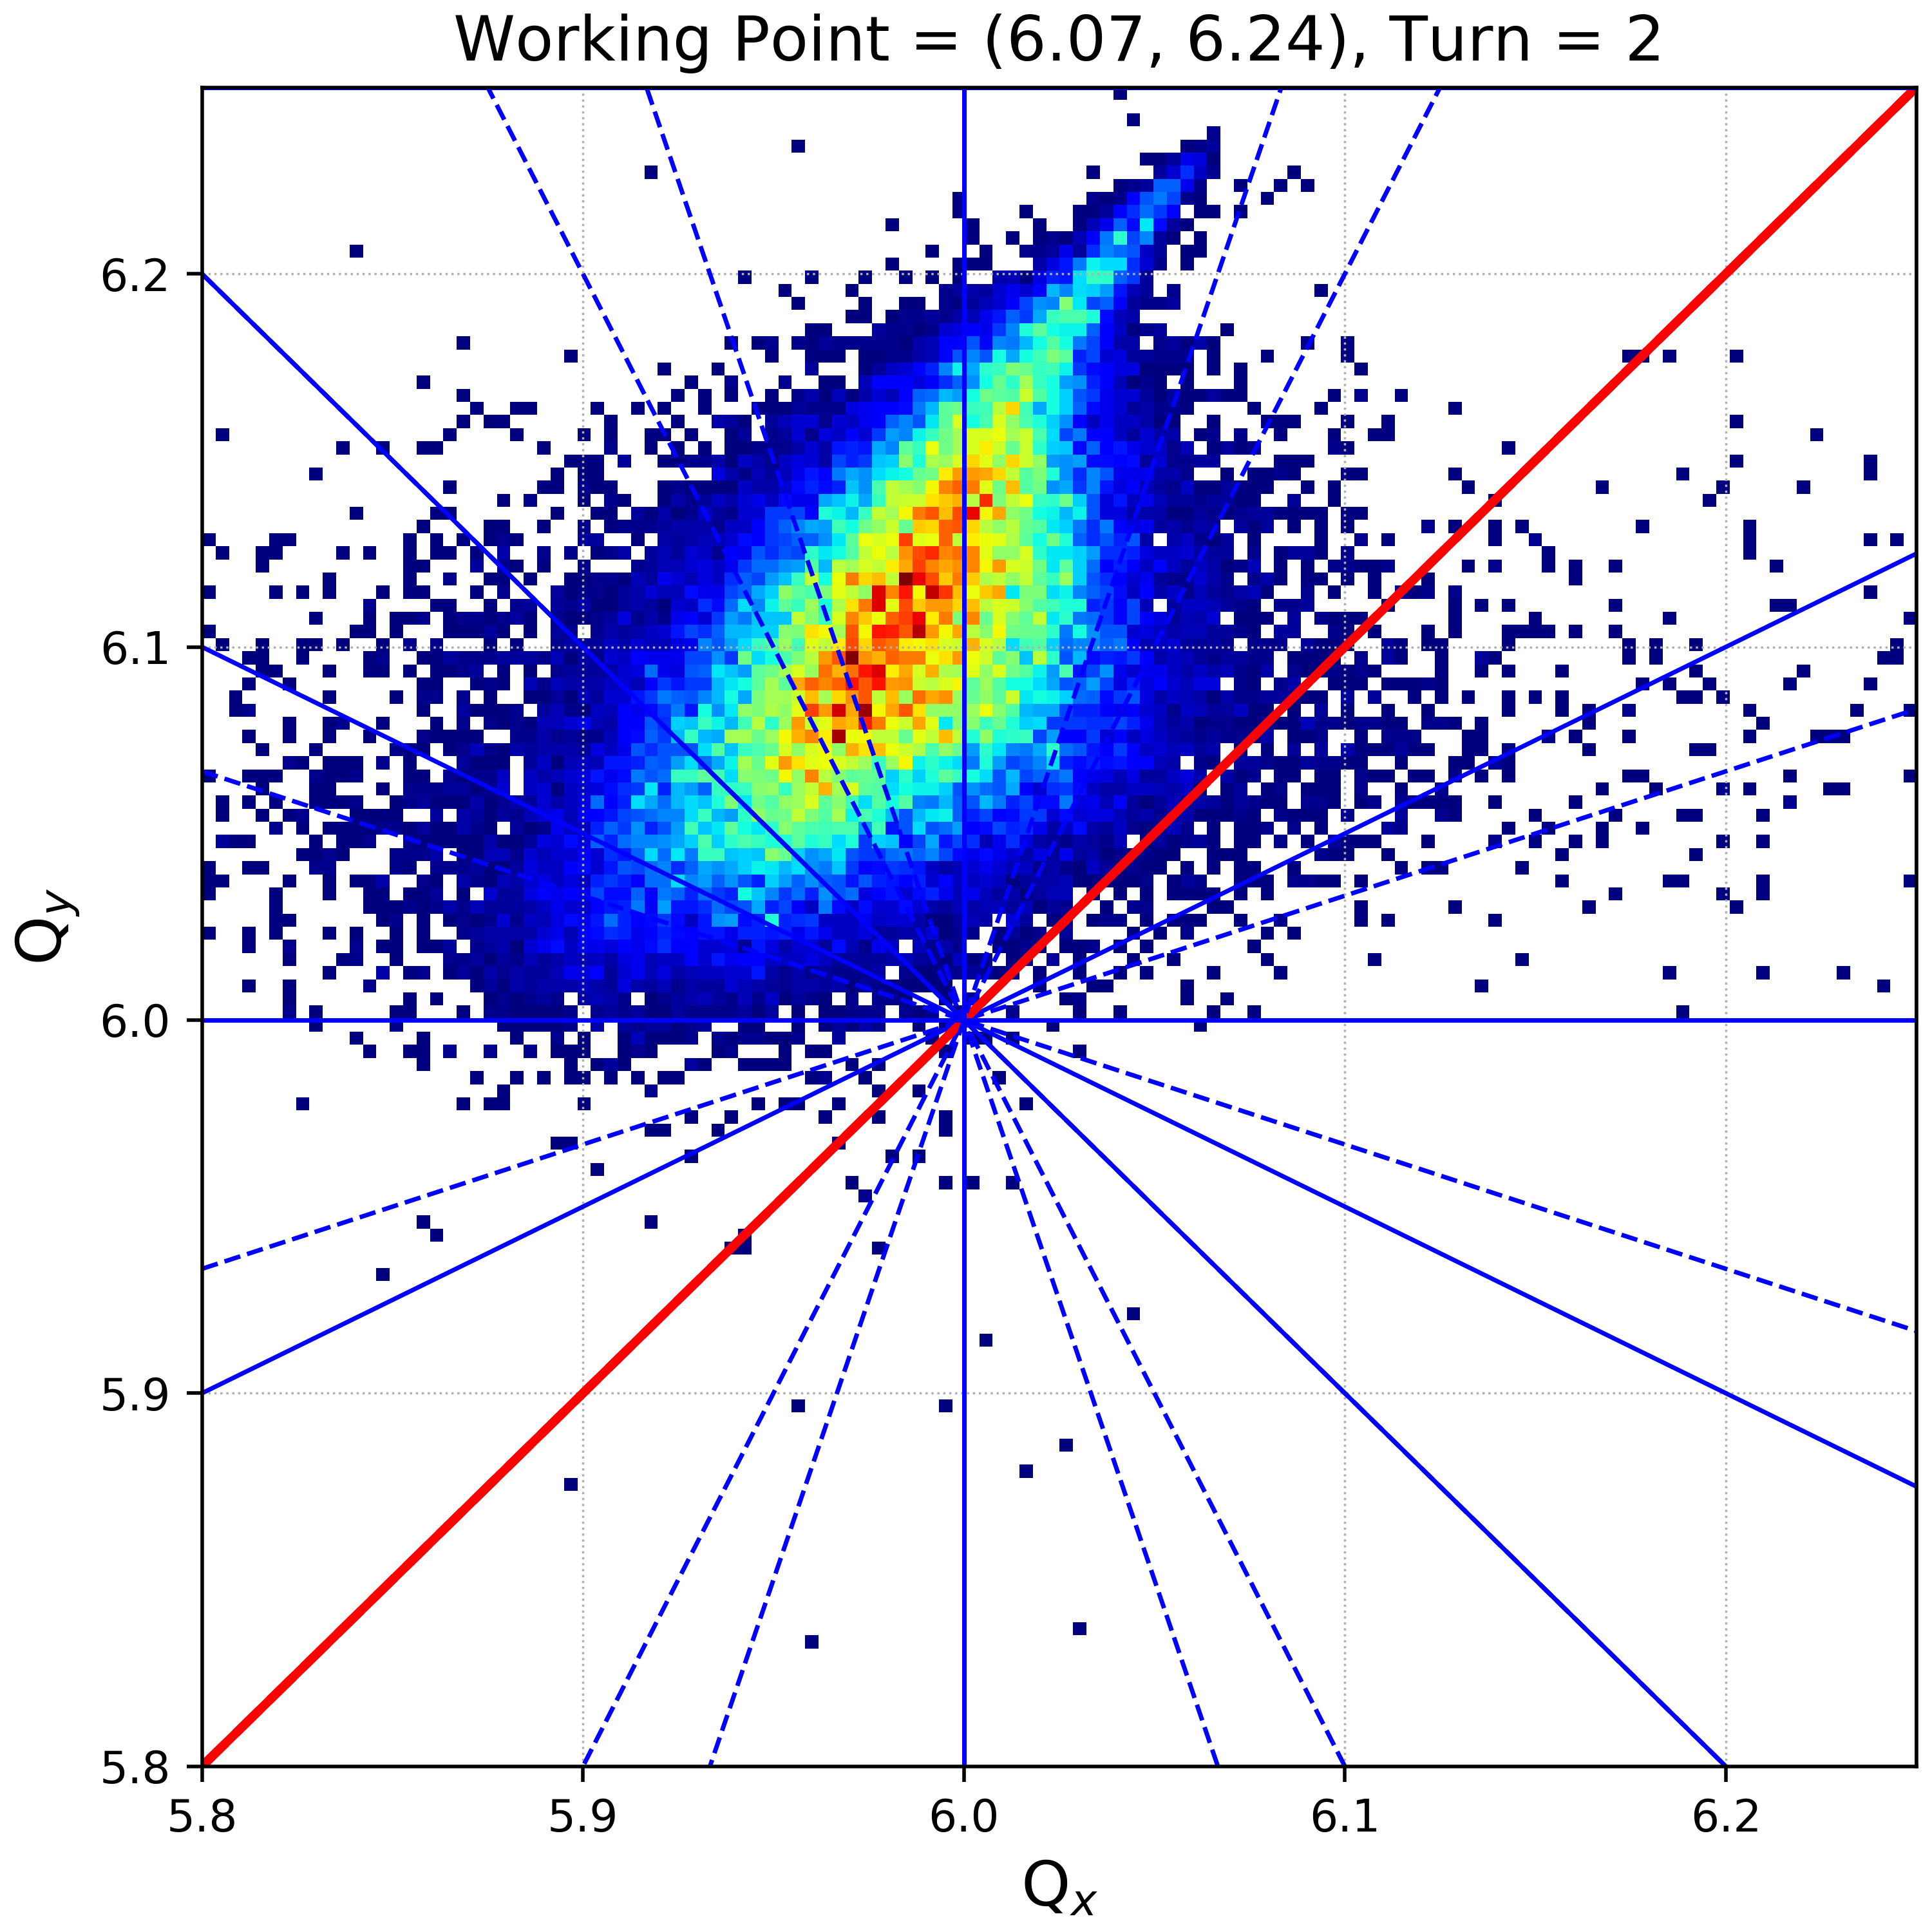 Working Point = (6.07, 6.24), Turn = 2
6.2
6.1
6.0
5.9
5.8
Qy
5.8 5.9 6.0 6.1 6.2
Qx